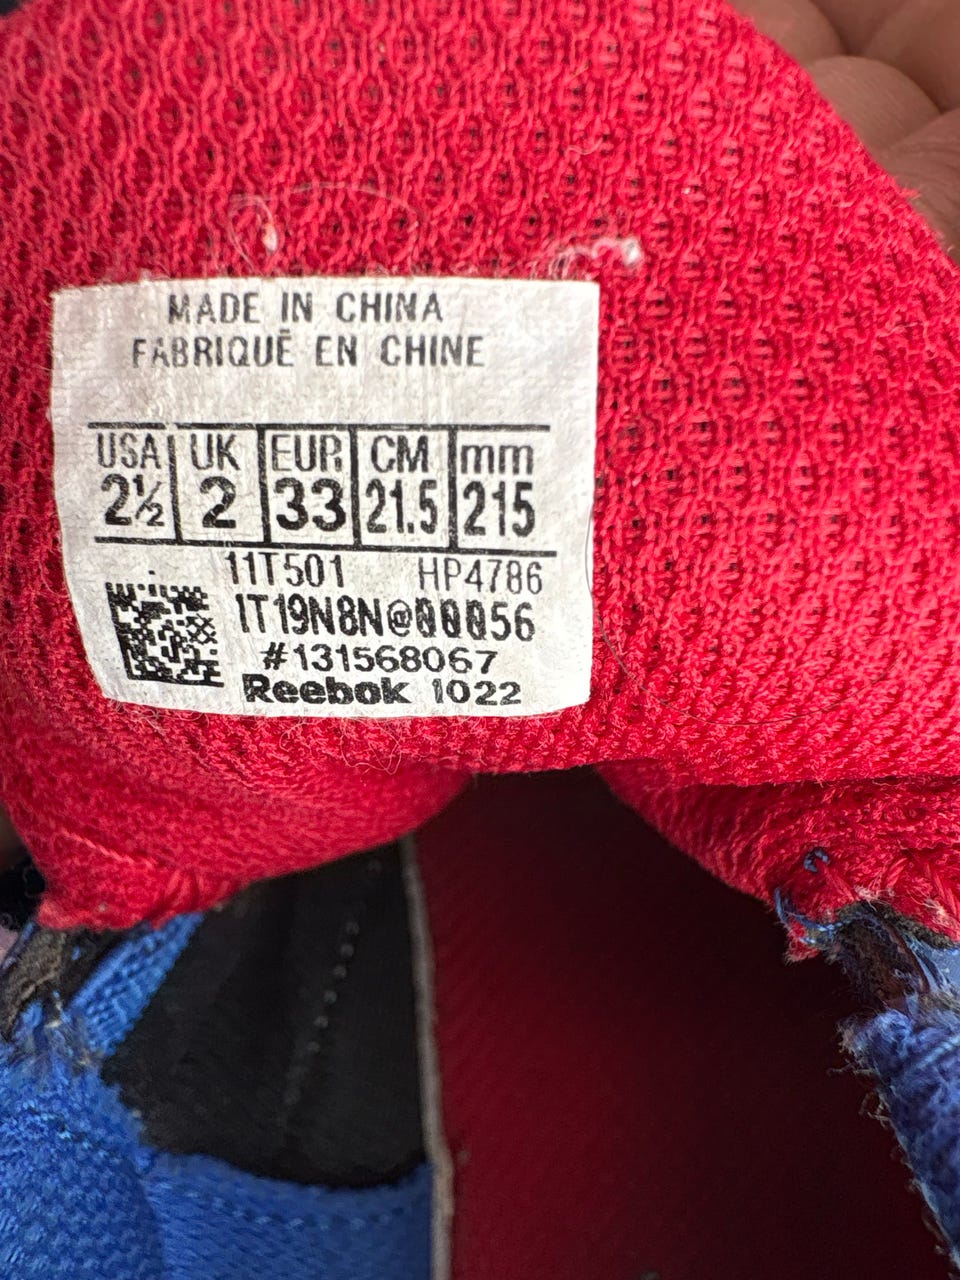 MADE IN CHINA
FABRIQUÉ EN CHINE
USA UK EUR CM mm
2½ 2 33 21.5 215
11T501 HP4786
1T19N8N@00056
#131568067
Reebok 1022